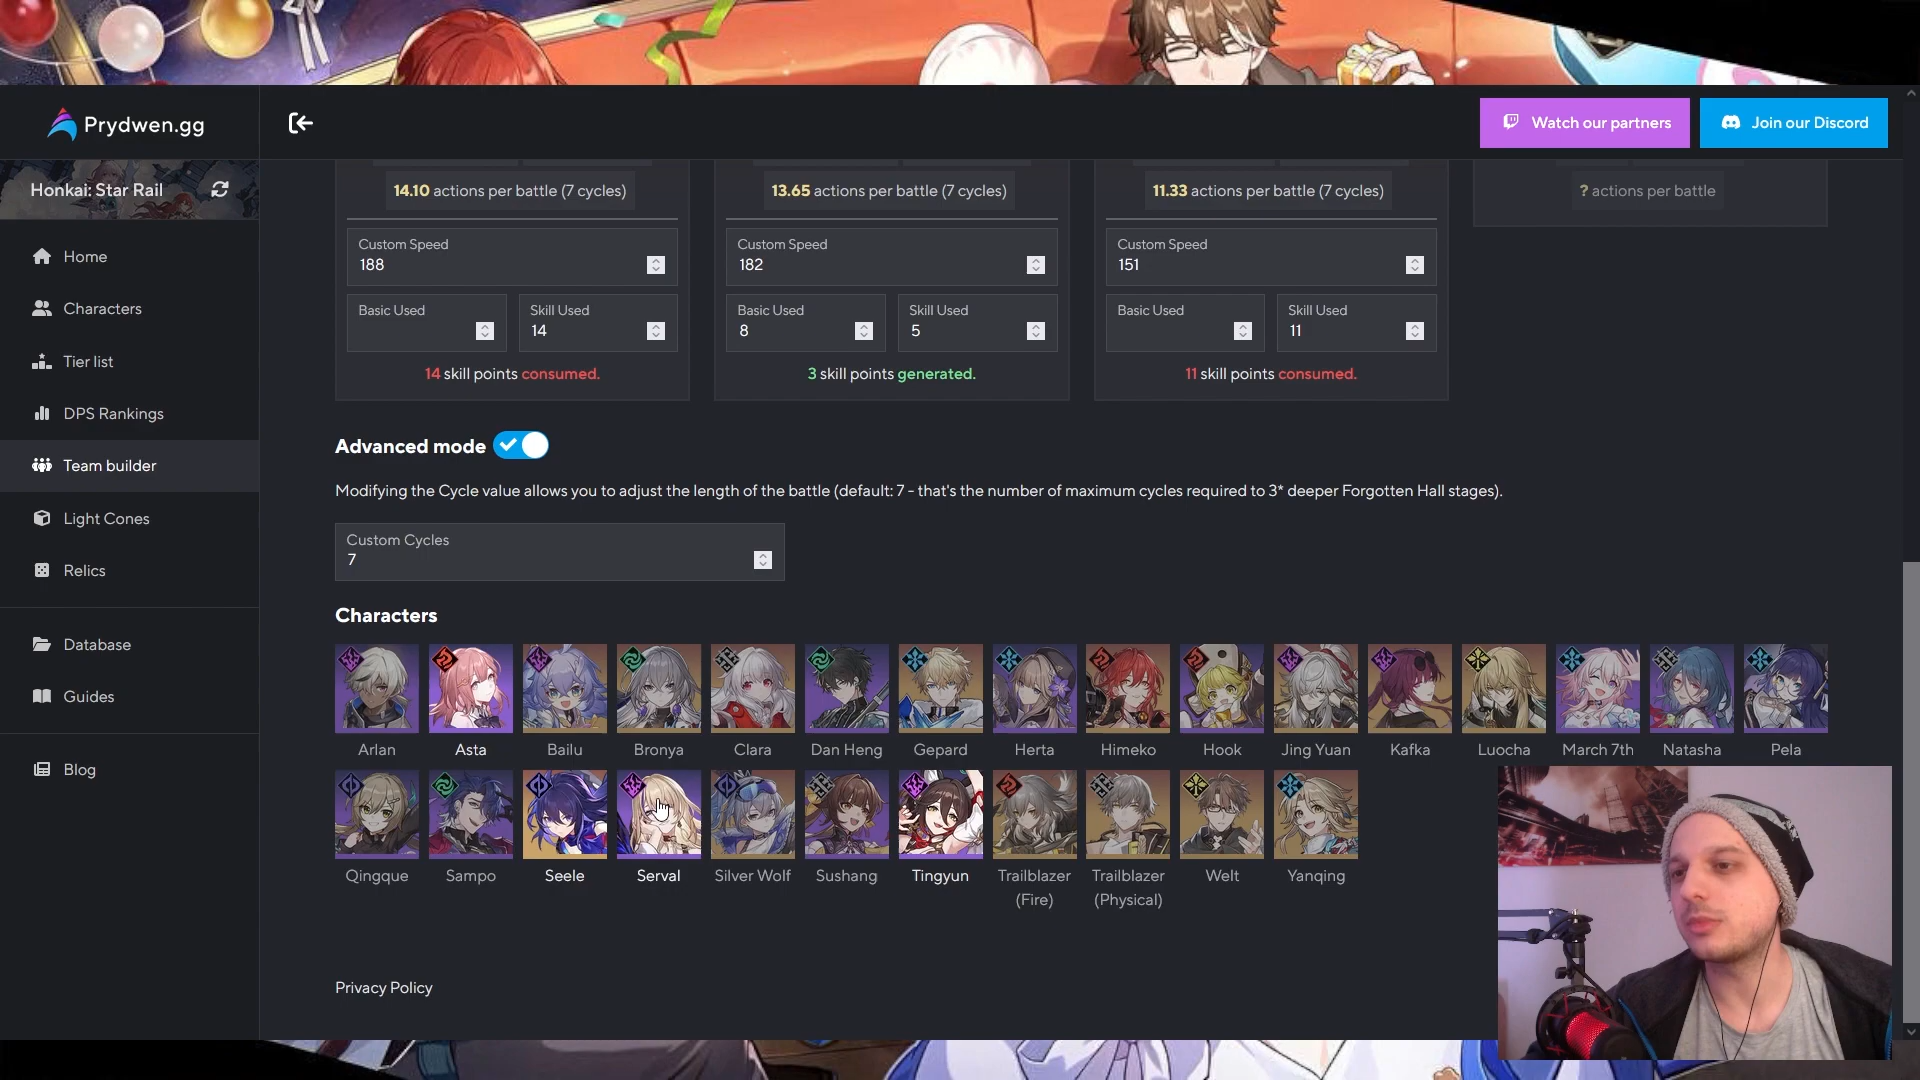 Prydwen.gg
Watch our partners
Join our Discord
Honkai: Star Rail
Home
Characters
Tier list
DPS Rankings
Team builder
Light Cones
Relics
Database
Guides
Blog
14.10 actions per battle (7 cycles)
13.65 actions per battle (7 cycles)
11.33 actions per battle (7 cycles)
? actions per battle
Custom Speed
188
Custom Speed
182
Custom Speed
151
Basic Used
Skill Used
14
Basic Used
8
Skill Used
5
Basic Used
Skill Used
11
14 skill points consumed.
3 skill points generated.
11 skill points consumed.
Advanced mode
Modifying the Cycle value allows you to adjust the length of the battle (default: 7 - that's the number of maximum cycles required to 3* deeper Forgotten Hall stages).
Custom Cycles
7
Characters
Arlan
Asta
Bailu
Bronya
Clara
Dan Heng
Gepard
Herta
Himeko
Hook
Jing Yuan
Kafka
Luocha
March 7th
Natasha
Pela
Qingque
Sampo
Seele
Serval
Silver Wolf
Sushang
Tingyun
Trailblazer
(Fire)
Trailblazer
(Physical)
Welt
Yanqing
Privacy Policy